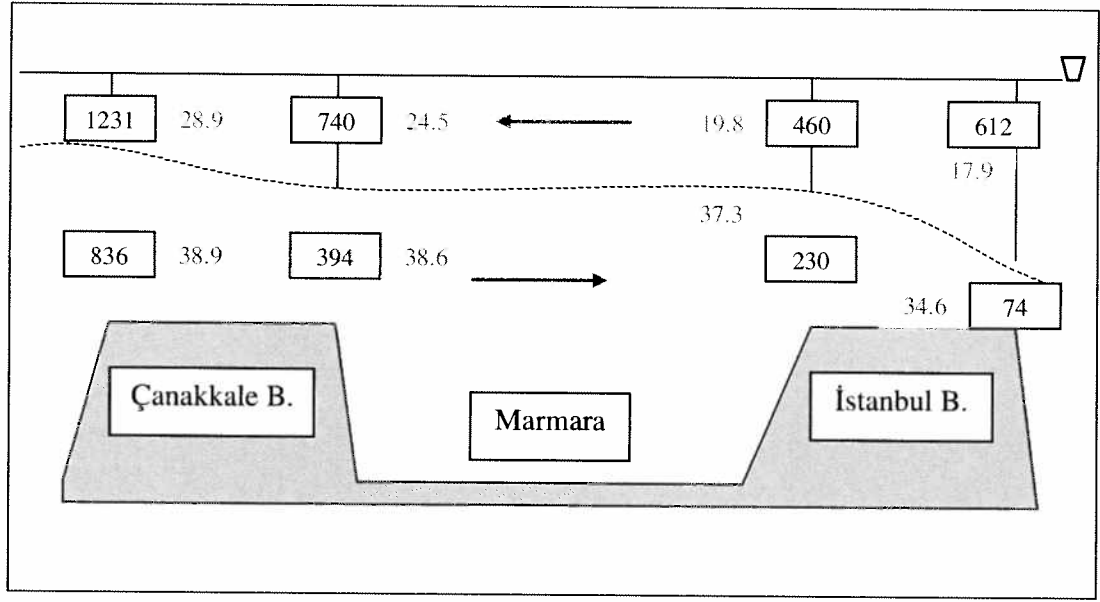 1231 28.9 740 24.5 19.8 460 612
17.9
37.3
836 38.9 394 38.6 230
34.6 74
Çanakkale B.
Marmara
İstanbul B.